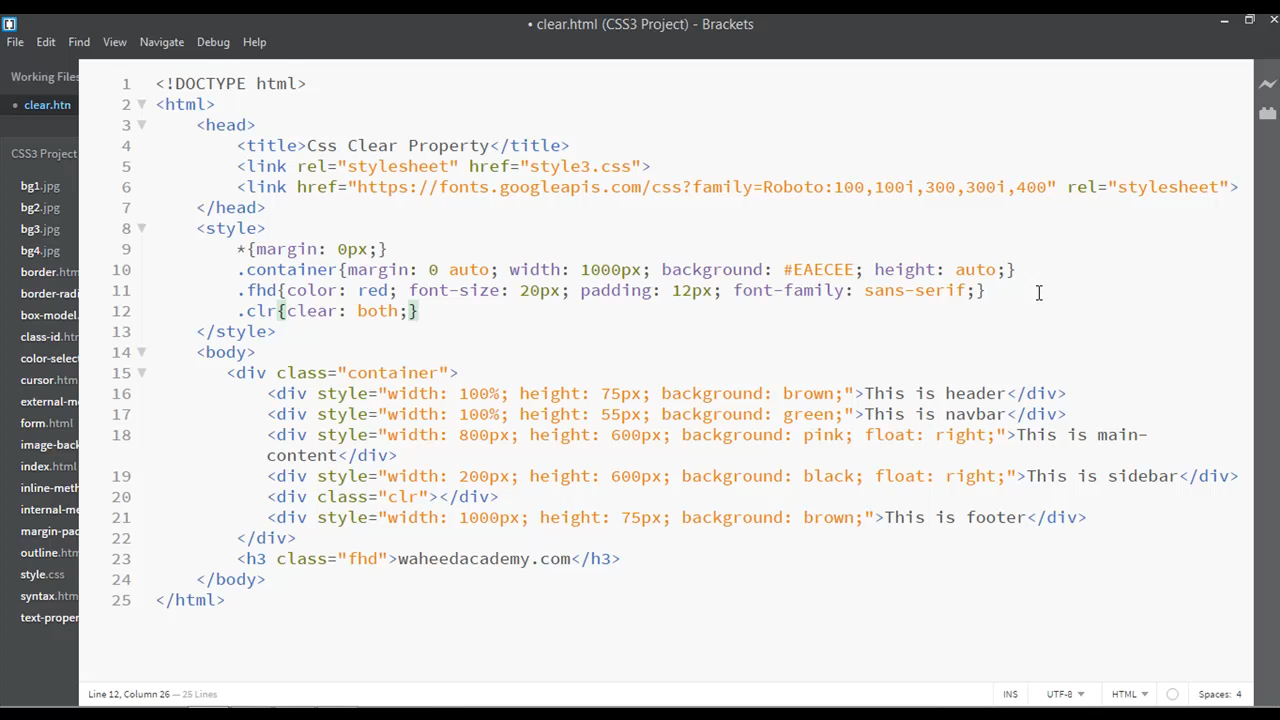 • clear.html (CSS3 Project) - Brackets
File Edit Find View Navigate Debug Help
Working Files
• clear.htn
CSS3 Project
bg1.jpg
bg2.jpg
bg3.jpg
bg4.jpg
border.htm
border-radi
box-model.
class-id.htm
color-select
cursor.htm
external-me
form.html
image-back
index.html
inline-meth
internal-me
margin-pac
outline.htm
style.css
syntax.htm
text-proper
1 <!DOCTYPE html>
2 <html>
3 <head>
4 <title>Css Clear Property</title>
5 <link rel="stylesheet" href="style3.css">
6 <link href="https://fonts.googleapis.com/css?family=Roboto:100,100i,300,300i,400" rel="stylesheet">
7 </head>
8 <style>
9 *{margin: 0px;}
10 .container{margin: 0 auto; width: 1000px; background: #EAECEE; height: auto;}
11 .fhd{color: red; font-size: 20px; padding: 12px; font-family: sans-serif;}
12 .clr{clear: both;}
13 </style>
14 <body>
15 <div class="container">
16 <div style="width: 100%; height: 75px; background: brown;">This is header</div>
17 <div style="width: 100%; height: 55px; background: green;">This is navbar</div>
18 <div style="width: 800px; height: 600px; background: pink; float: right;">This is main-
content</div>
19 <div style="width: 200px; height: 600px; background: black; float: right;">This is sidebar</div>
20 <div class="clr"></div>
21 <div style="width: 1000px; height: 75px; background: brown;">This is footer</div>
22 </div>
23 <h3 class="fhd">waheedacademy.com</h3>
24 </body>
25 </html>
Line 12, Column 26 — 25 Lines
INS UTF-8 HTML Spaces: 4